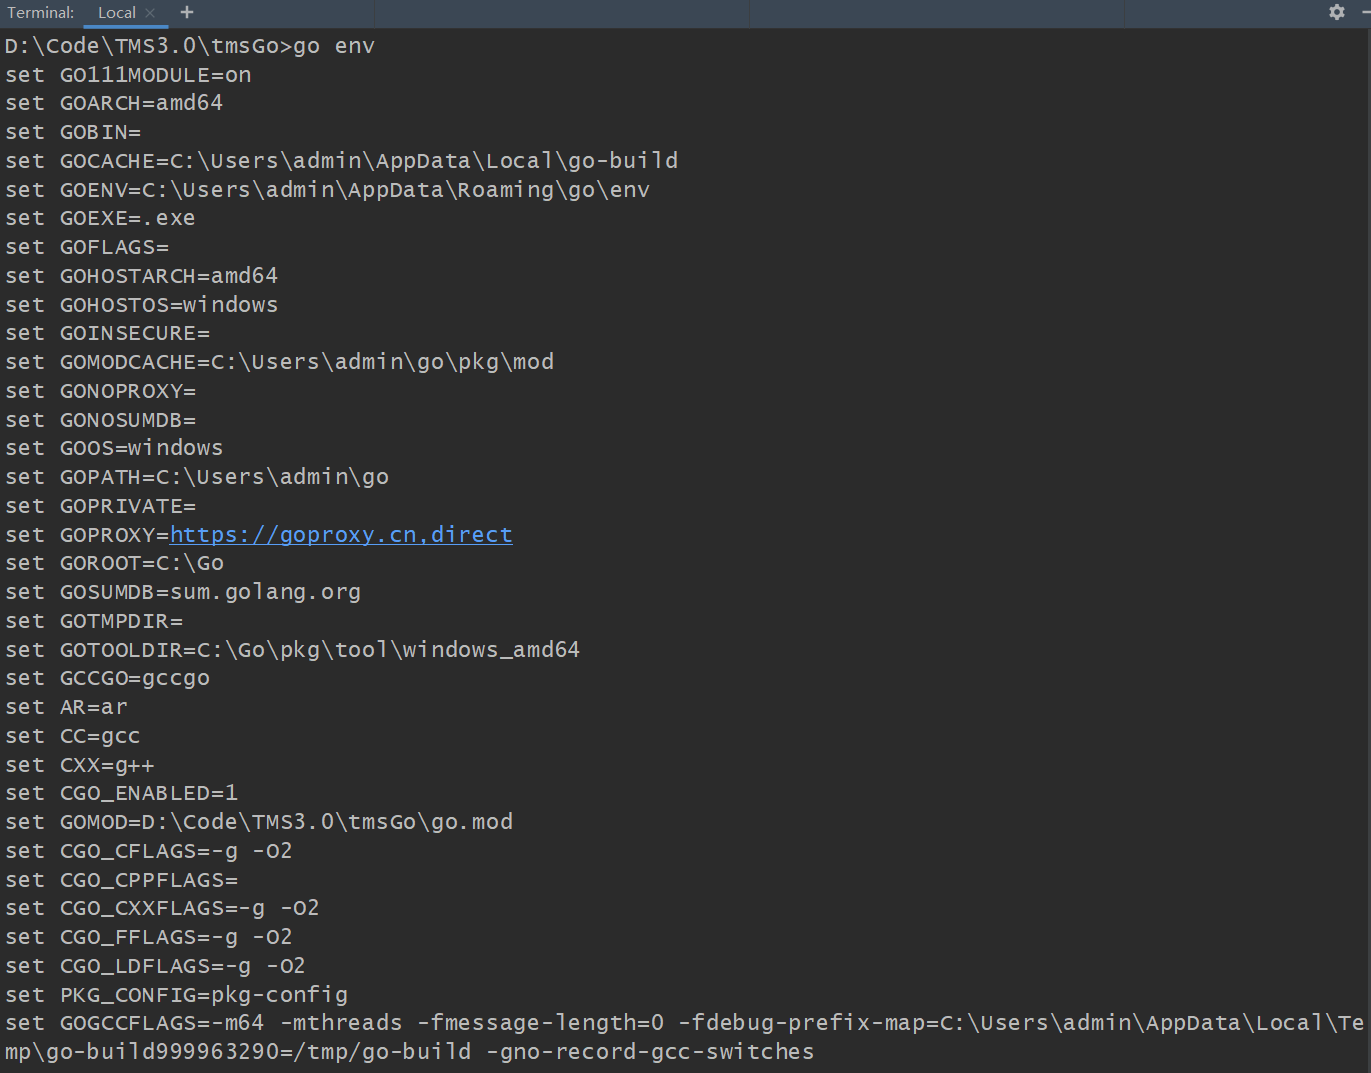 Terminal: Local × +
D:\Code\TMS3.0\tmsGo>go env
set GO111MODULE=on
set GOARCH=amd64
set GOBIN=
set GOCACHE=C:\Users\admin\AppData\Local\go-build
set GOENV=C:\Users\admin\AppData\Roaming\go\env
set GOEXE=.exe
set GOFLAGS=
set GOHOSTARCH=amd64
set GOHOSTOS=windows
set GOINSECURE=
set GOMODCACHE=C:\Users\admin\go\pkg\mod
set GONOPROXY=
set GONOSUMDB=
set GOOS=windows
set GOPATH=C:\Users\admin\go
set GOPRIVATE=
set GOPROXY=https://goproxy.cn,direct
set GOROOT=C:\Go
set GOSUMDB=sum.golang.org
set GOTMPDIR=
set GOTOOLDIR=C:\Go\pkg\tool\windows_amd64
set GCCGO=gccgo
set AR=ar
set CC=gcc
set CXX=g++
set CGO_ENABLED=1
set GOMOD=D:\Code\TMS3.0\tmsGo\go.mod
set CGO_CFLAGS=-g -O2
set CGO_CPPFLAGS=
set CGO_CXXFLAGS=-g -O2
set CGO_FFLAGS=-g -O2
set CGO_LDFLAGS=-g -O2
set PKG_CONFIG=pkg-config
set GOGCCFLAGS=-m64 -mthreads -fmessage-length=0 -fdebug-prefix-map=C:\Users\admin\AppData\Local\Te
mp\go-build999963290=/tmp/go-build -gno-record-gcc-switches